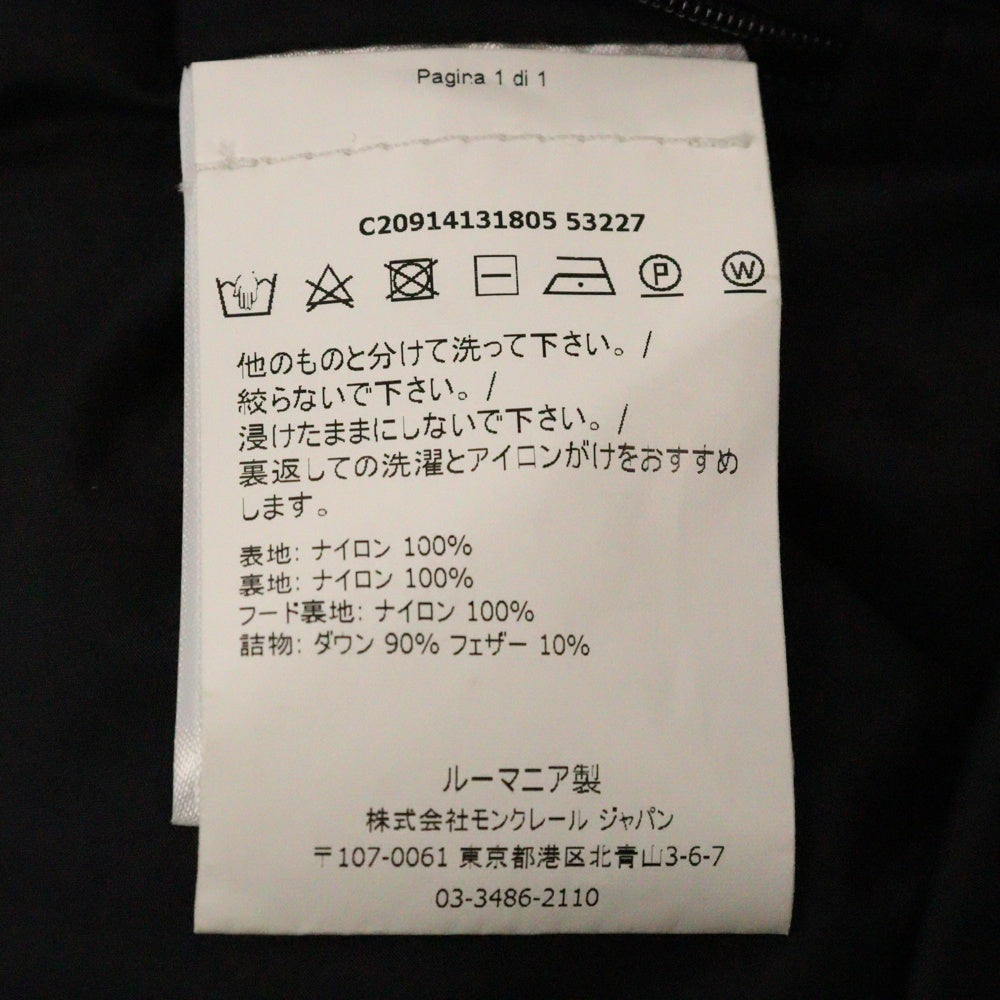 Pagina 1 di 1
C20914131805 53227
P W
他のものと分けて洗って下さい。/
絞らないで下さい。/
浸けたままにしないで下さい。/
裏返しての洗濯とアイロンがけをおすすめ
します。
表地: ナイロン 100%
裏地: ナイロン 100%
フード裏地: ナイロン 100%
詰物: ダウン 90% フェザー 10%
ルーマニア製
株式会社モンクレール ジャパン
〒107-0061 東京都港区北青山3-6-7
03-3486-2110